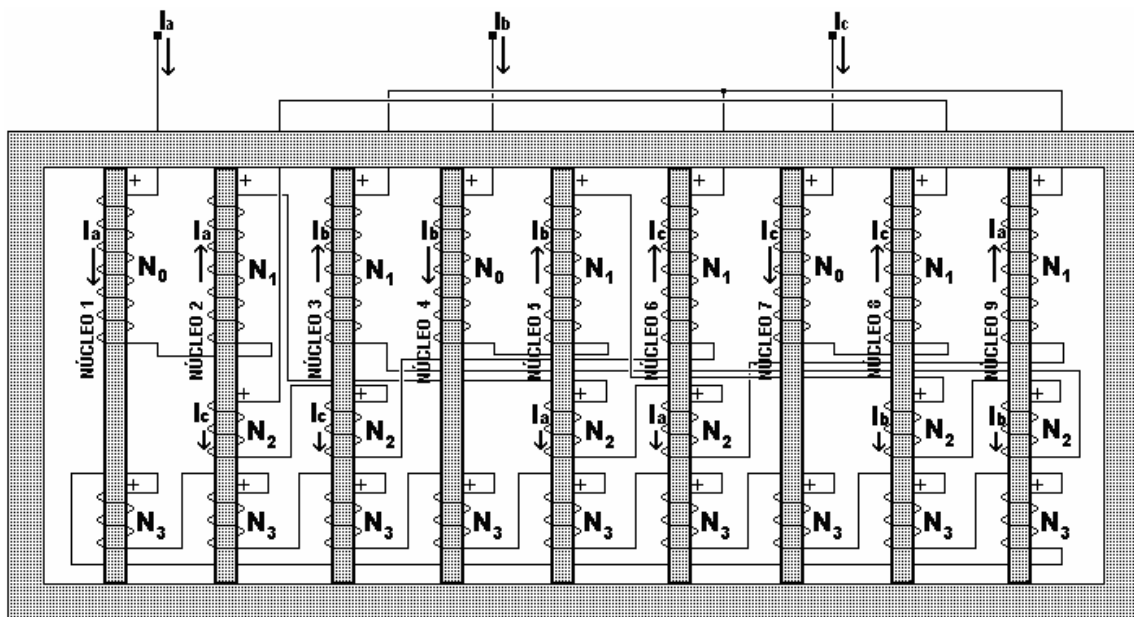 Ia Ib Ic
+ + + + + + + + +
Ia Ia Ib Ib Ib Ic Ic Ic Ia
N0 N1 N1 N0 N1 N1 N0 N1 N1
NÚCLEO 1 NÚCLEO 2 NÚCLEO 3 NÚCLEO 4 NÚCLEO 5 NÚCLEO 6 NÚCLEO 7 NÚCLEO 8 NÚCLEO 9
+ + + + + +
Ic Ic Ia Ia Ib Ib
N2 N2 N2 N2 N2 N2
+ + + + + + + + +
N3 N3 N3 N3 N3 N3 N3 N3 N3